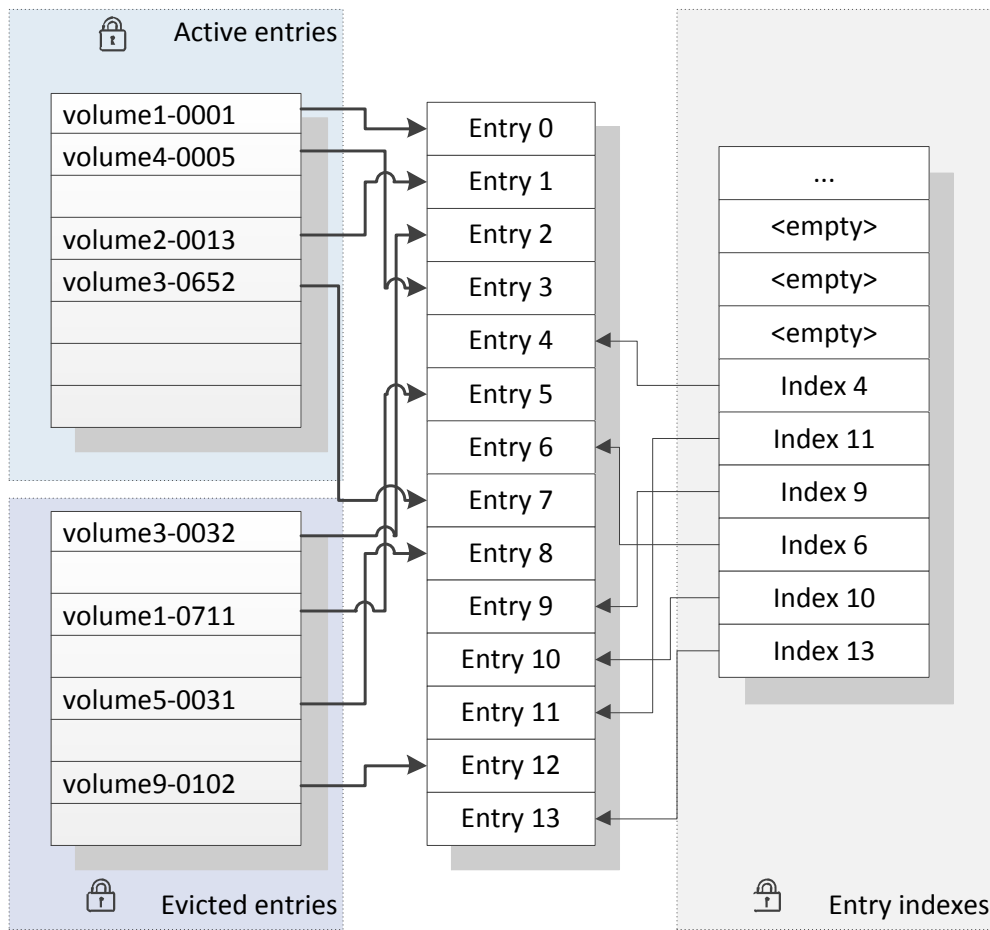 Active entries
volume1-0001
volume4-0005
volume2-0013
volume3-0652
Evicted entries
volume3-0032
volume1-0711
volume5-0031
volume9-0102
Entry 0
Entry 1
Entry 2
Entry 3
Entry 4
Entry 5
Entry 6
Entry 7
Entry 8
Entry 9
Entry 10
Entry 11
Entry 12
Entry 13
...
<empty>
<empty>
<empty>
Index 4
Index 11
Index 9
Index 6
Index 10
Index 13
Entry indexes